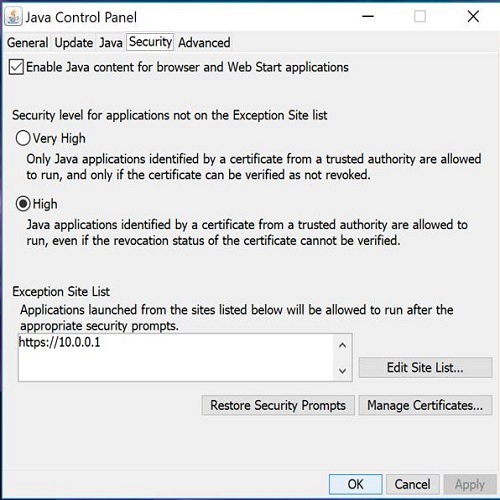 Java Control Panel
General Update Java Security Advanced
Enable Java content for browser and Web Start applications
Security level for applications not on the Exception Site list
Very High
Only Java applications identified by a certificate from a trusted authority are allowed
to run, and only if the certificate can be verified as not revoked.
High
Java applications identified by a certificate from a trusted authority are allowed to
run, even if the revocation status of the certificate cannot be verified.
Exception Site List
Applications launched from the sites listed below will be allowed to run after the
appropriate security prompts.
https://10.0.0.1
Edit Site List...
Restore Security Prompts Manage Certificates...
OK Cancel Apply